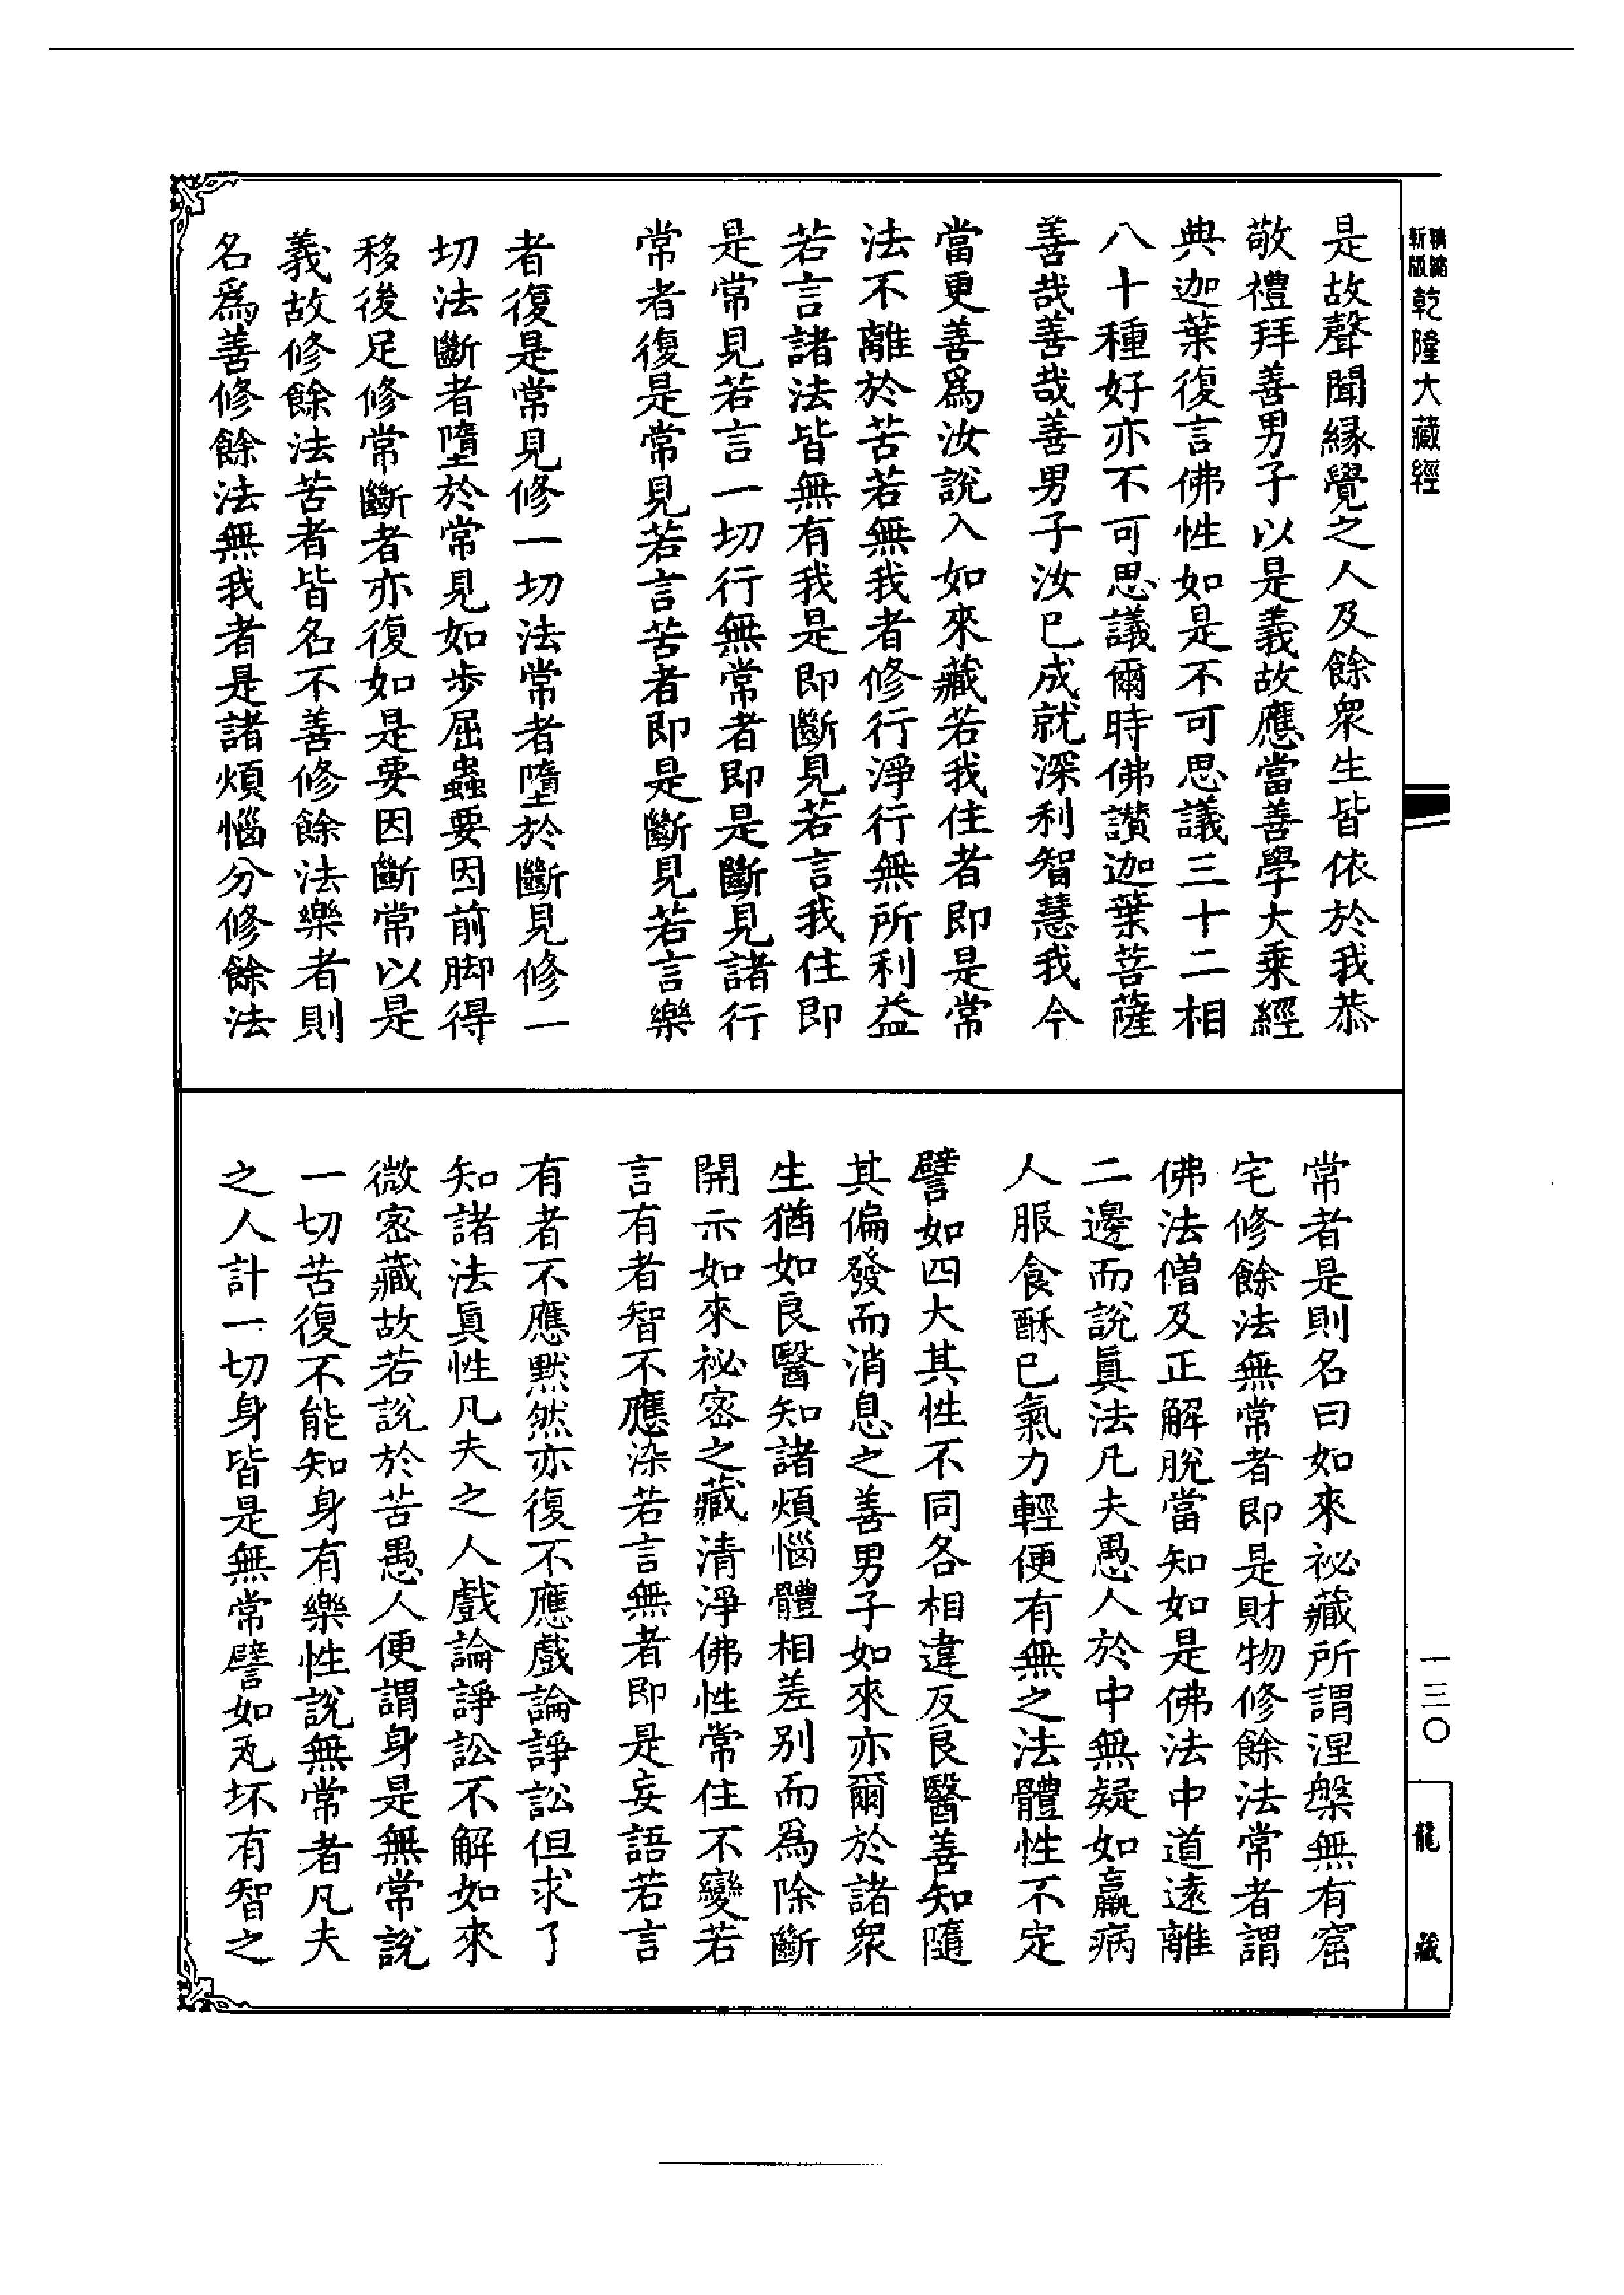 新版精縮乾隆大藏經
是故聲聞緣覺之人及餘衆生皆依於我恭
敬禮拜善男子以是義故應當善學大乘經
典迦葉復言佛性如是不可思議三十二相
八十種好亦不可思議爾時佛讚迦葉菩薩
善哉善哉善男子汝已成就深利智慧我今
當更善爲汝說入如來藏若我住者即是常
法不離於苦若無我者修行淨行無所利益
若言諸法皆無有我是即斷見若言我住即
是常見若言一切行無常者即是斷見諸行
常者復是常見若言苦者即是斷見若言樂
者復是常見修一切法常者墮於斷見修一
切法斷者墮於常見如步屈蟲要因前脚得
移後足修常斷者亦復如是要因斷常以是
義故修餘法苦者皆名不善修餘法樂者則
名爲善修餘法無我者是諸煩惱分修餘法
常者是則名曰如來祕藏所謂涅槃無有窟
宅修餘法無常者即是財物修餘法常者謂
佛法僧及正解脫當知如是佛法中道遠離
二邊而說眞法凡夫愚人於中無疑如羸病
人服食酥已氣力輕便有無之法體性不定
譬如四大其性不同各相違反良醫善知隨
其偏發而消息之善男子如來亦爾於諸衆
生猶如良醫知諸煩惱體相差別而爲除斷
開示如來祕密之藏清淨佛性常住不變若
言有者智不應染若言無者即是妄語若言
有者不應黙然亦復不應戲論諍訟但求了
知諸法眞性凡夫之人戲論諍訟不解如來
微密藏故若說於苦愚人便謂身是無常說
一切苦復不能知身有樂性說無常者凡夫
之人計一切身皆是無常譬如瓦坏有智之
一三〇
龍藏